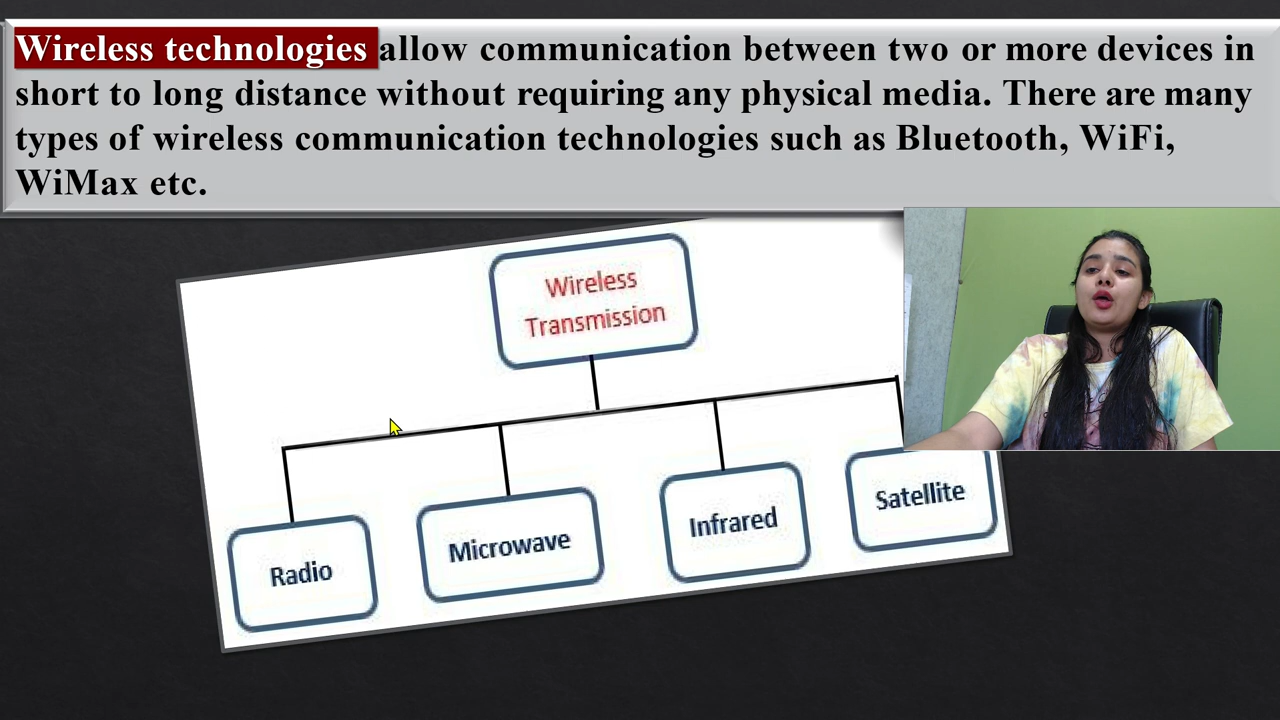 Wireless technologies allow communication between two or more devices in
short to long distance without requiring any physical media. There are many
types of wireless communication technologies such as Bluetooth, WiFi,
WiMax etc.
Wireless
Transmission
Radio
Microwave
Infrared
Satellite